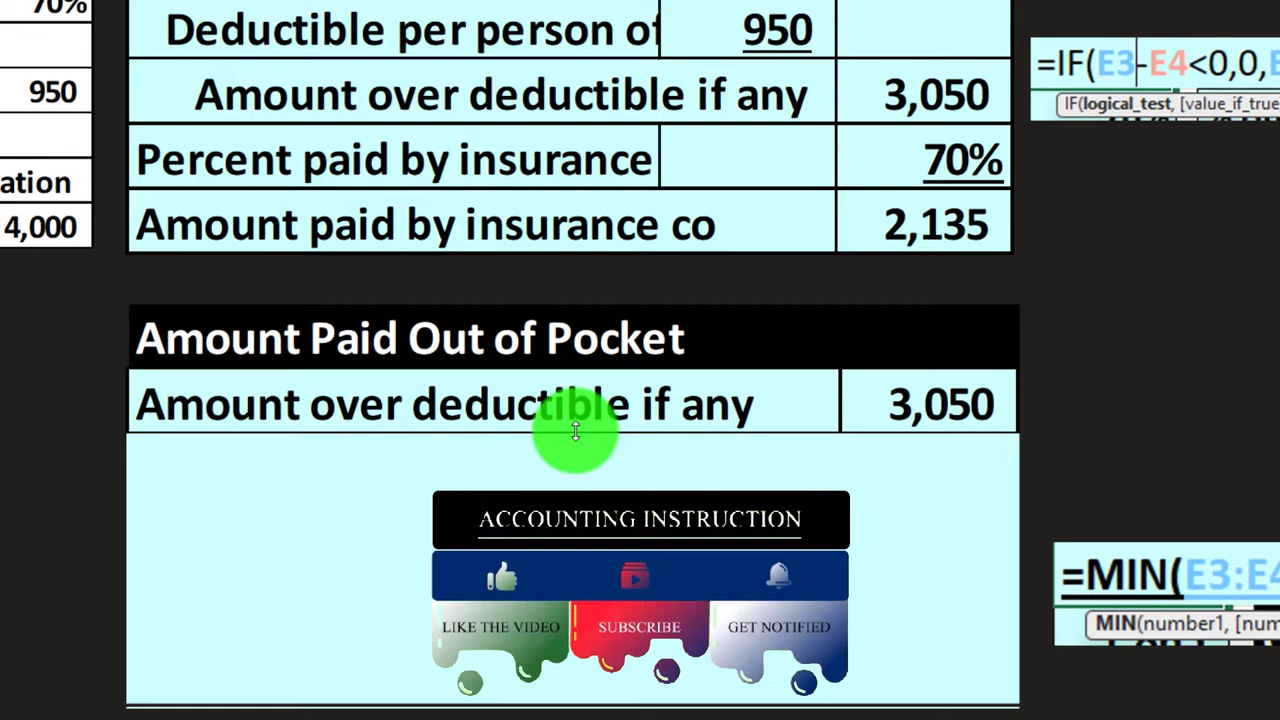 70%
950
ation
4,000
Deductible per person of 950
Amount over deductible if any 3,050
Percent paid by insurance 70%
Amount paid by insurance co 2,135
=IF(E3-E4<0,0,E
IF(logical_test, [value_if_true
Amount Paid Out of Pocket
Amount over deductible if any 3,050
ACCOUNTING INSTRUCTION
LIKE THE VIDEO SUBSCRIBE GET NOTIFIED
=MIN(E3:E4
MIN(number1, [num